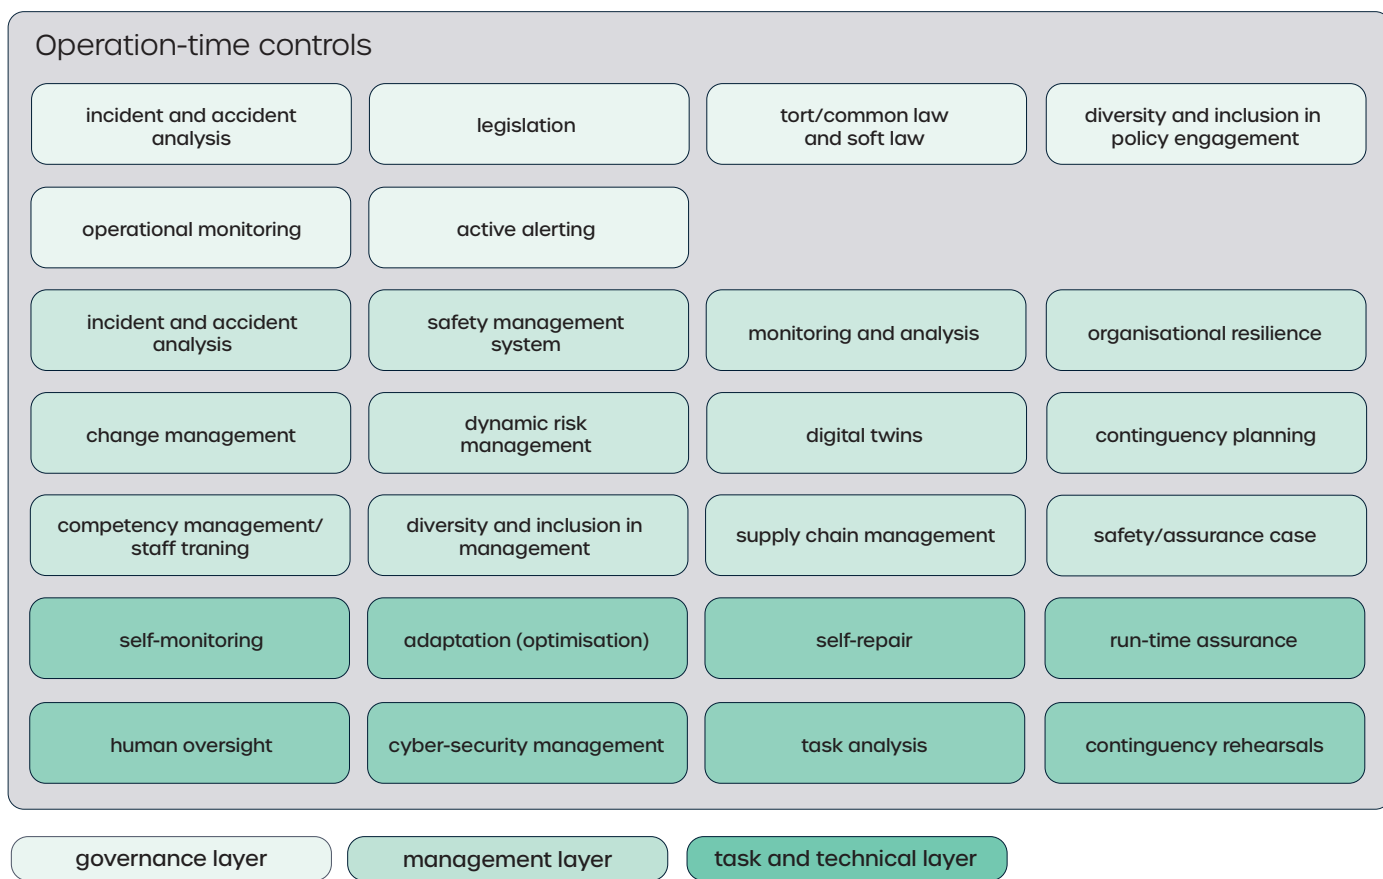 Operation-time controls
incident and accident
analysis
legislation
tort/common law
and soft law
diversity and inclusion in
policy engagement
operational monitoring
active alerting
incident and accident
analysis
safety management
system
monitoring and analysis
organisational resilience
change management
dynamic risk
management
digital twins
continguency planning
competency management/
staff traning
diversity and inclusion in
management
supply chain management
safety/assurance case
self-monitoring
adaptation (optimisation)
self-repair
run-time assurance
human oversight
cyber-security management
task analysis
continguency rehearsals
governance layer
management layer
task and technical layer